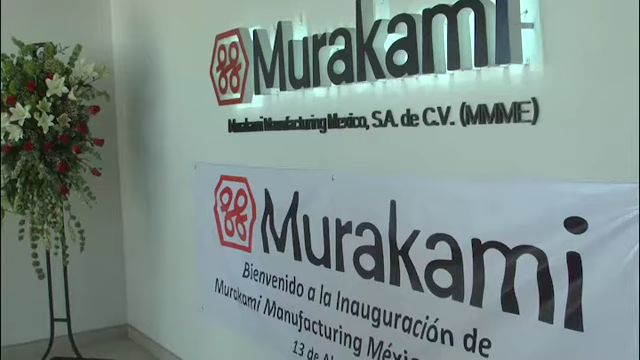 Murakami
Murakami Manufacturing Mexico, S.A. de C.V. (MMME)
Murakami
Bienvenido a la Inauguración de
Murakami Manufacturing Méxic
13 de